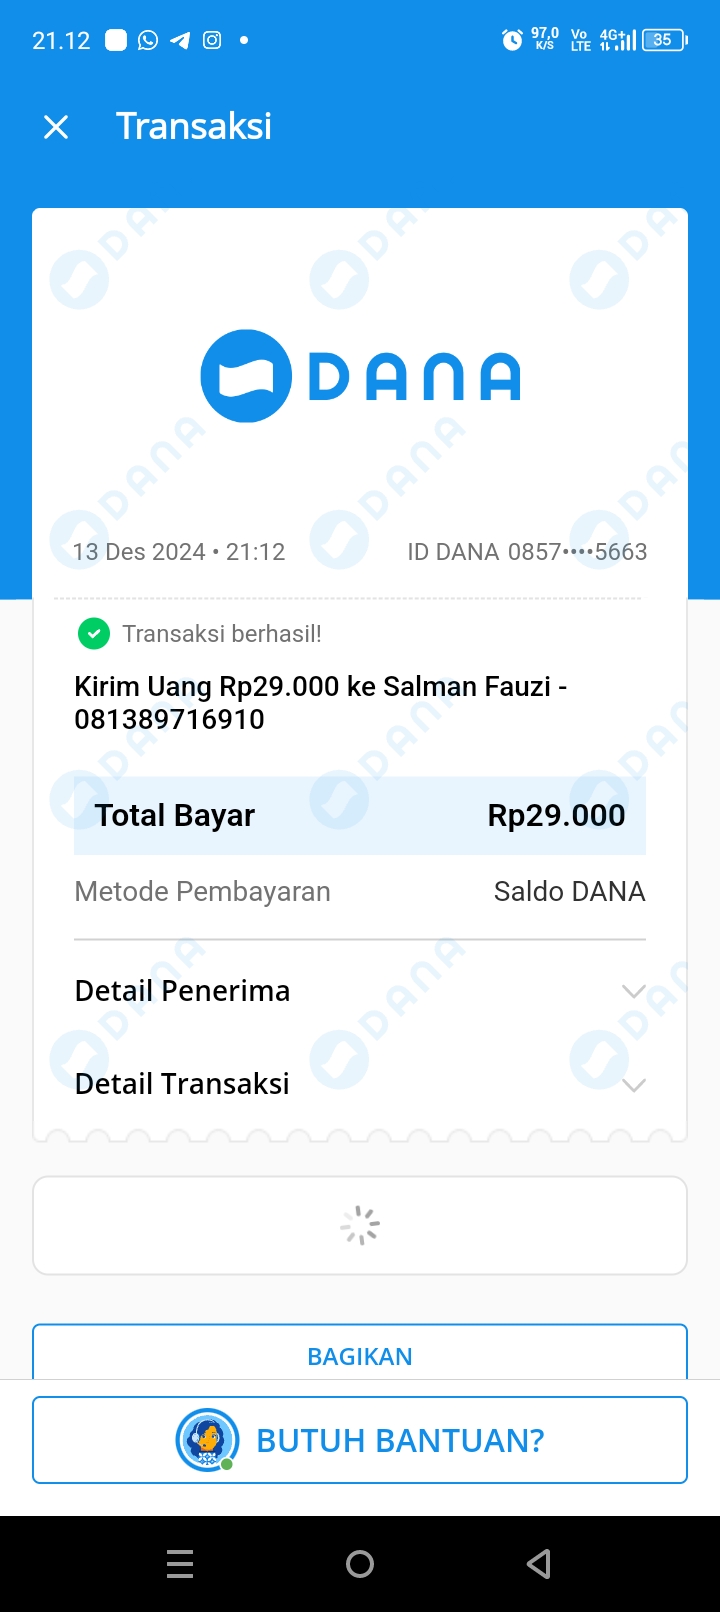 21.12
97,0
K/S
Vo
LTE
4G+
35
Transaksi
DANA
13 Des 2024 • 21:12
ID DANA 0857••••5663
Transaksi berhasil!
Kirim Uang Rp29.000 ke Salman Fauzi -
081389716910
Total Bayar
Rp29.000
Metode Pembayaran
Saldo DANA
Detail Penerima
Detail Transaksi
BAGIKAN
BUTUH BANTUAN?